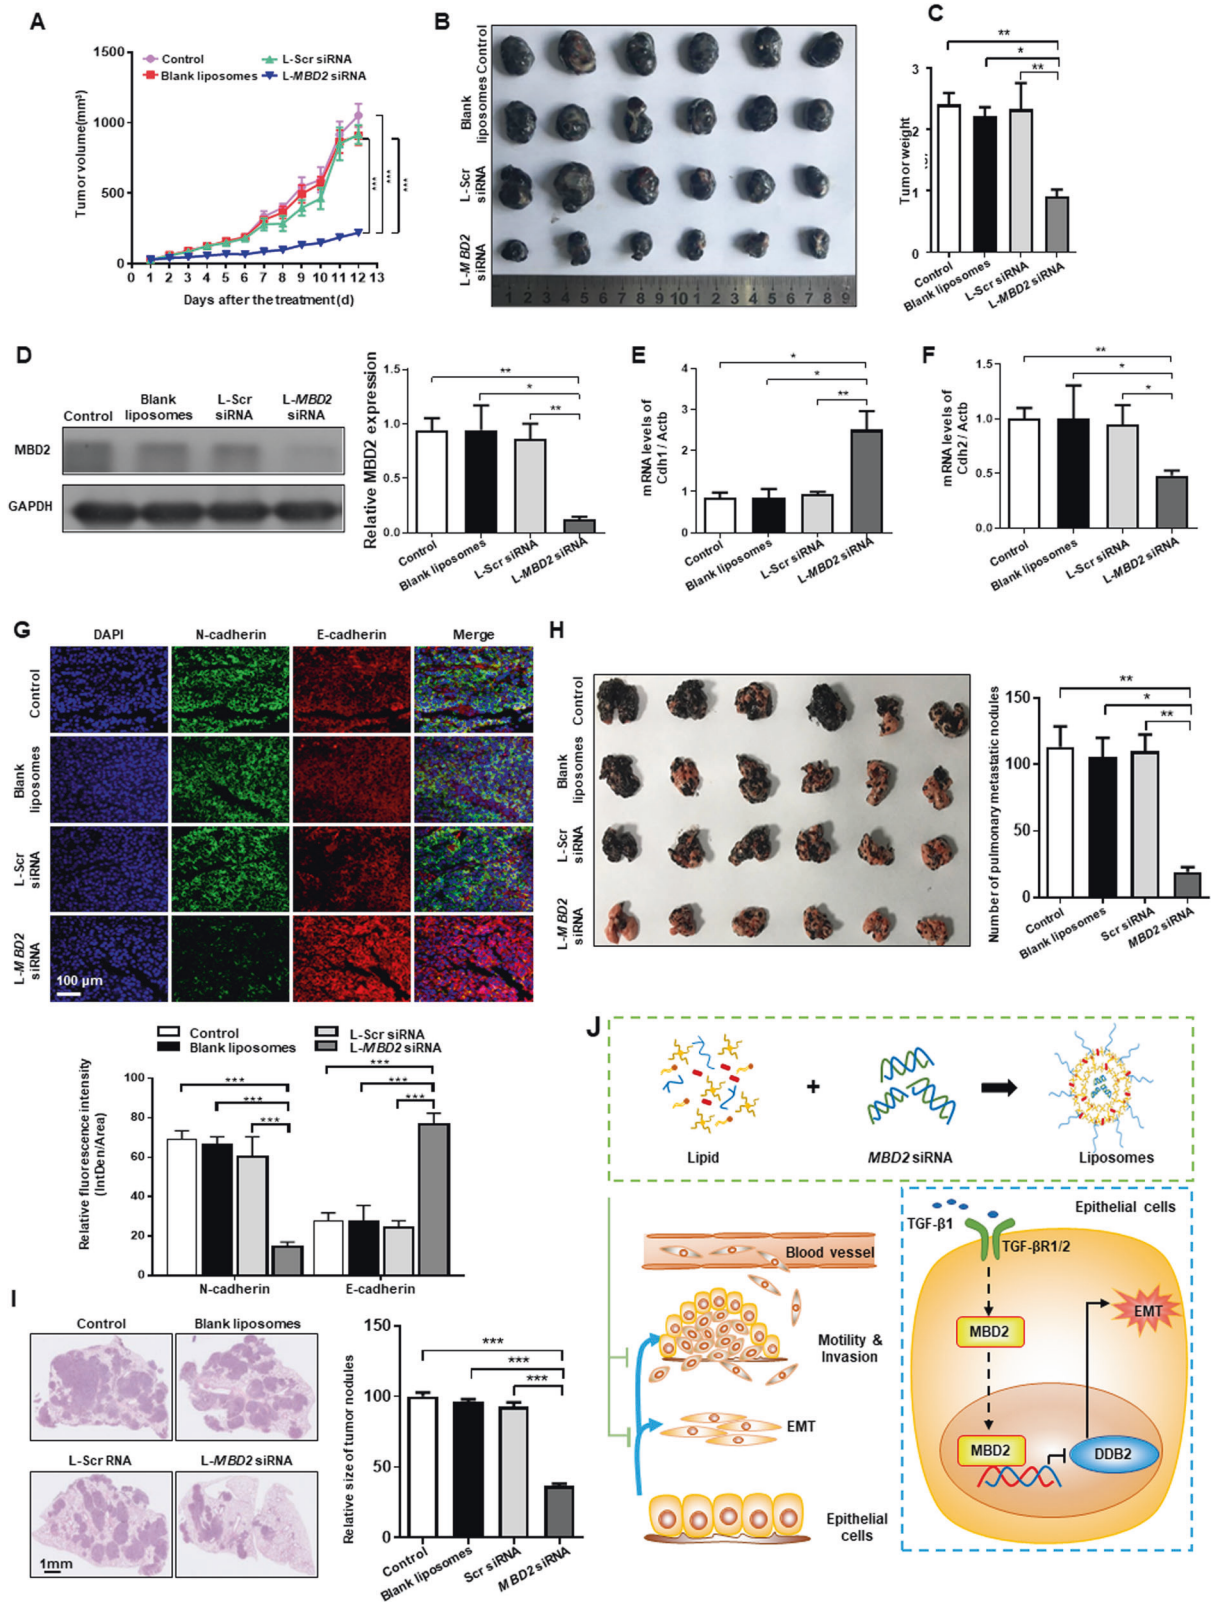 A
1500
1000
500
0
Tumor volume(mm³)
Control
Blank liposomes
L-Scr siRNA
L-MBD2 siRNA
***
***
***
0 1 2 3 4 5 6 7 8 9 10 11 12 13
Days after the treatment (d)
B
Control
Blank
liposomes
L-Scr
siRNA
L-MBD2
siRNA
C
**
*
**
3
2
1
0
Tumor weight
Control
Blank liposomes
L-Scr siRNA
L-MBD2 siRNA
D
Control
Blank
liposomes
L-Scr
siRNA
L-MBD2
siRNA
MBD2
GAPDH
Relative MBD2 expression
1.5
1.0
0.5
0.0
**
*
**
Control
Blank liposomes
L-Scr siRNA
L-MBD2 siRNA
E
mRNA levels of
Cdh1 / Actb
4
3
2
1
0
*
*
**
Control
Blank liposomes
L-Scr siRNA
L-MBD2 siRNA
F
mRNA levels of
Cdh2 / Actb
1.5
1.0
0.5
0.0
**
*
*
Control
Blank liposomes
L-Scr siRNA
L-MBD2 siRNA
G
DAPI N-cadherin E-cadherin Merge
Control
Blank
liposomes
L-Scr
siRNA
L-MBD2
siRNA
100 µm
Control
Blank liposomes
L-Scr siRNA
L-MBD2 siRNA
Relative fluorescence intensity
(IntDen/Area)
100
80
60
40
20
0
***
***
***
***
***
***
N-cadherin E-cadherin
H
Control
Blank
liposomes
L-Scr
siRNA
L-MBD2
siRNA
Number of pulmonary metastatic nodules
150
100
50
0
**
*
**
Control
Blank liposomes
Scr siRNA
MBD2 siRNA
I
Control
Blank liposomes
L-Scr RNA
L-MBD2 siRNA
1mm
Relative size of tumor nodules
150
100
50
0
***
***
***
Control
Blank liposomes
Scr siRNA
MBD2 siRNA
J
+
Lipid
MBD2 siRNA
Liposomes
Blood vessel
Motility &
Invasion
EMT
Epithelial
cells
Epithelial cells
TGF-β1
TGF-βR1/2
MBD2
EMT
MBD2
DDB2